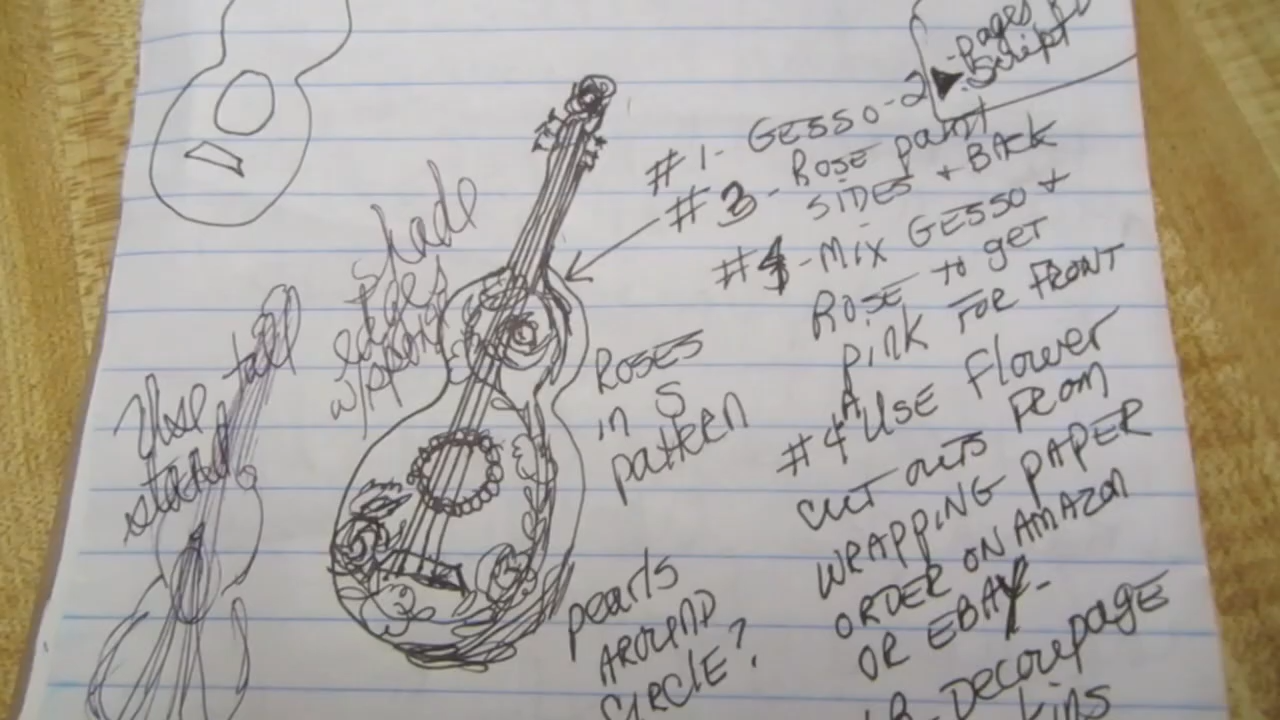 pages
Script
#1- GESSO-2
#3 - ROSE paint
SIDES + BACK
#4 - MIX GESSO +
ROSE to get
PINK FOR FRONT
#4 A USE Flower
CUT outs FROM
WRAPPING PAPER
ORDER ON AMAZON
OR EBAY-
Decoupage
shade
edges
Use tall
ROSES
in S
pattern
pearls
AROUND
CIRCLE?